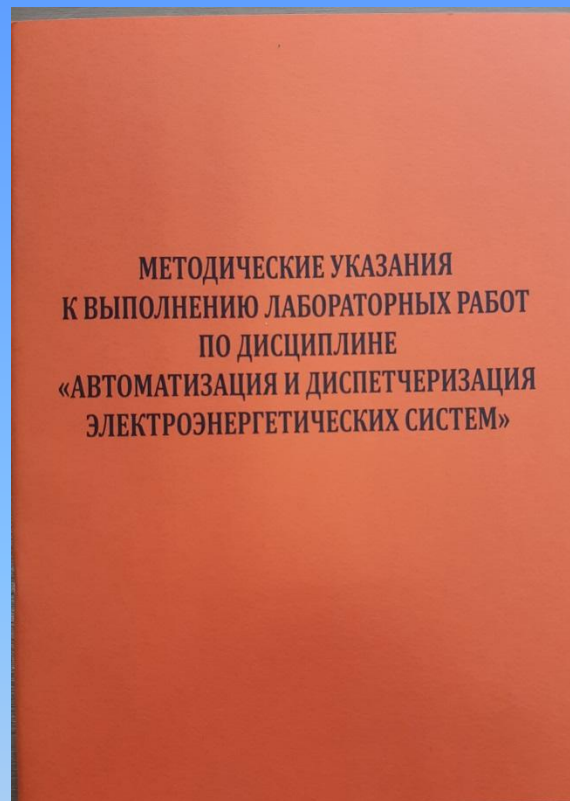 МЕТОДИЧЕСКИЕ УКАЗАНИЯ
К ВЫПОЛНЕНИЮ ЛАБОРАТОРНЫХ РАБОТ
ПО ДИСЦИПЛИНЕ
«АВТОМАТИЗАЦИЯ И ДИСПЕТЧЕРИЗАЦИЯ
ЭЛЕКТРОЭНЕРГЕТИЧЕСКИХ СИСТЕМ»